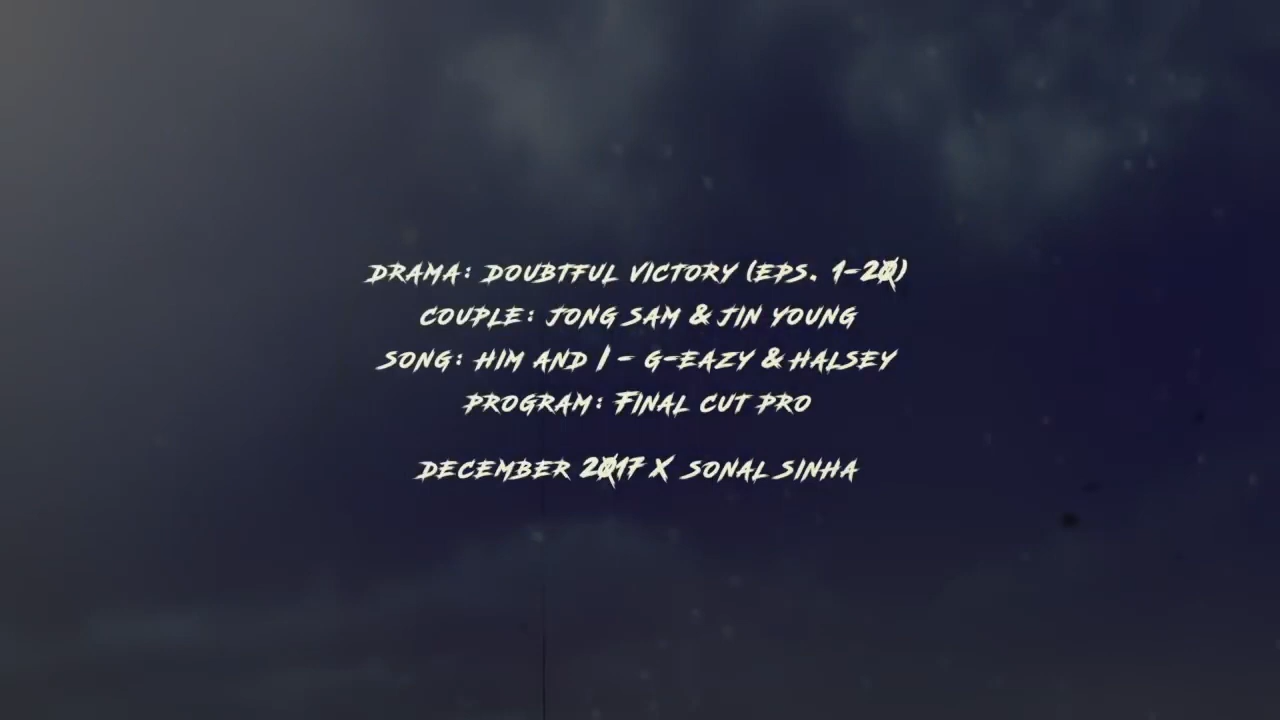 DRAMA: DOUBTFUL VICTORY (EPS. 1-20)
COUPLE: JONG SAM & JIN YOUNG
SONG: HIM AND I - G-EAZY & HALSEY
PROGRAM: FINAL CUT PRO
DECEMBER 2017 X SONAL SINHA